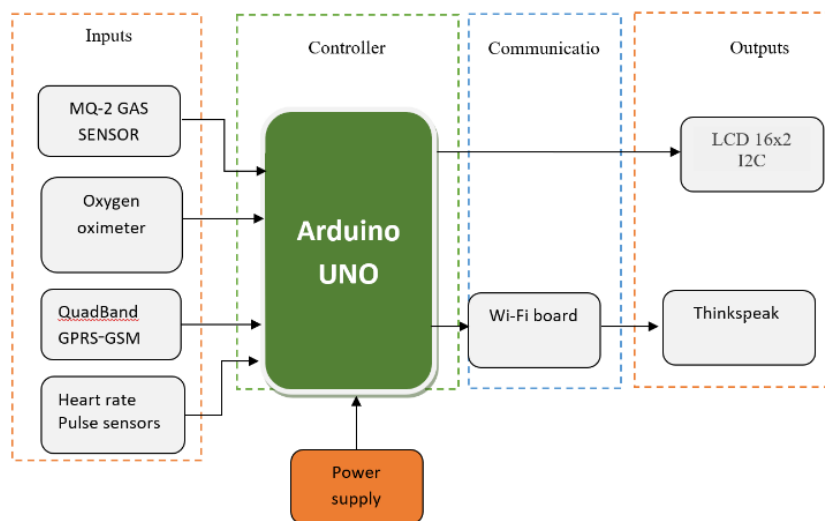 Inputs
Controller
Communicatio
Outputs
MQ-2 GAS
SENSOR
Oxygen
oximeter
QuadBand
GPRS-GSM
Heart rate
Pulse sensors
Arduino
UNO
Power
supply
Wi-Fi board
LCD 16x2
I2C
Thinkspeak